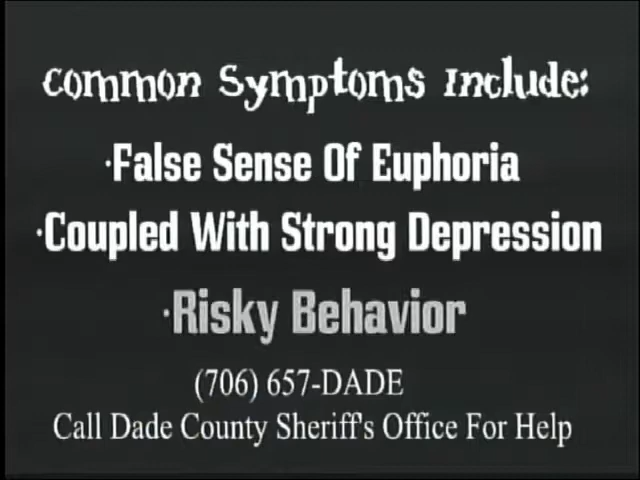 Common Symptoms Include:
·False Sense Of Euphoria
·Coupled With Strong Depression
·Risky Behavior
(706) 657-DADE
Call Dade County Sheriff's Office For Help